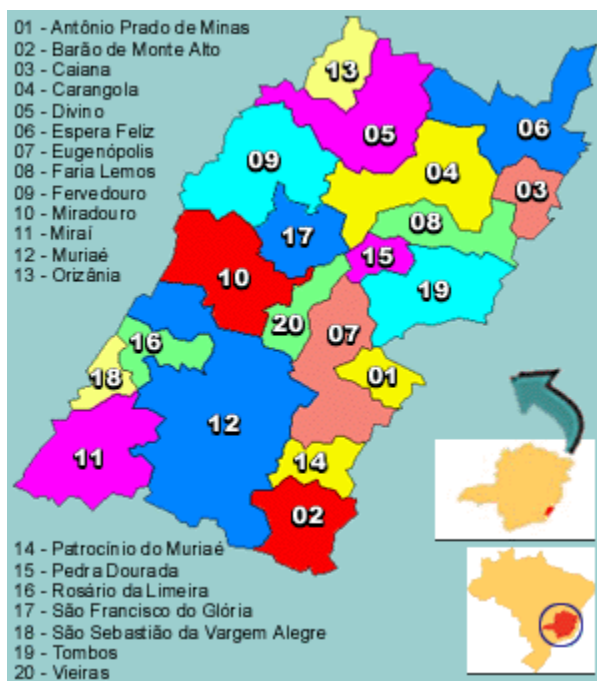 01 - Antônio Prado de Minas
02 - Barão de Monte Alto
03 - Caiana
04 - Carangola
05 - Divino
06 - Espera Feliz
07 - Eugenópolis
08 - Faria Lemos
09 - Fervedouro
10 - Miradouro
11 - Miraí
12 - Muriaé
13 - Orizânia
13
05
06
09
04
03
08
17
15
10
19
20
07
16
01
18
12
11
14
02
14 - Patrocínio do Muriaé
15 - Pedra Dourada
16 - Rosário da Limeira
17 - São Francisco do Glória
18 - São Sebastião da Vargem Alegre
19 - Tombos
20 - Vieiras